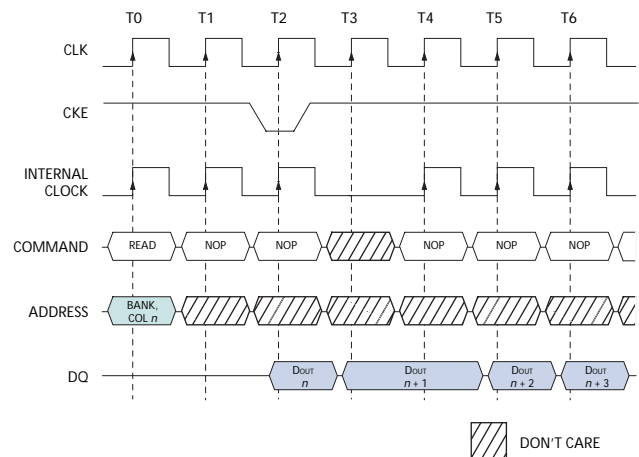 T0 T1 T2 T3 T4 T5 T6
CLK
CKE
INTERNAL
CLOCK
COMMAND READ NOP NOP NOP NOP NOP
ADDRESS BANK,
COL n
DQ DOUT n DOUT n + 1 DOUT n + 2 DOUT n + 3
DON'T CARE